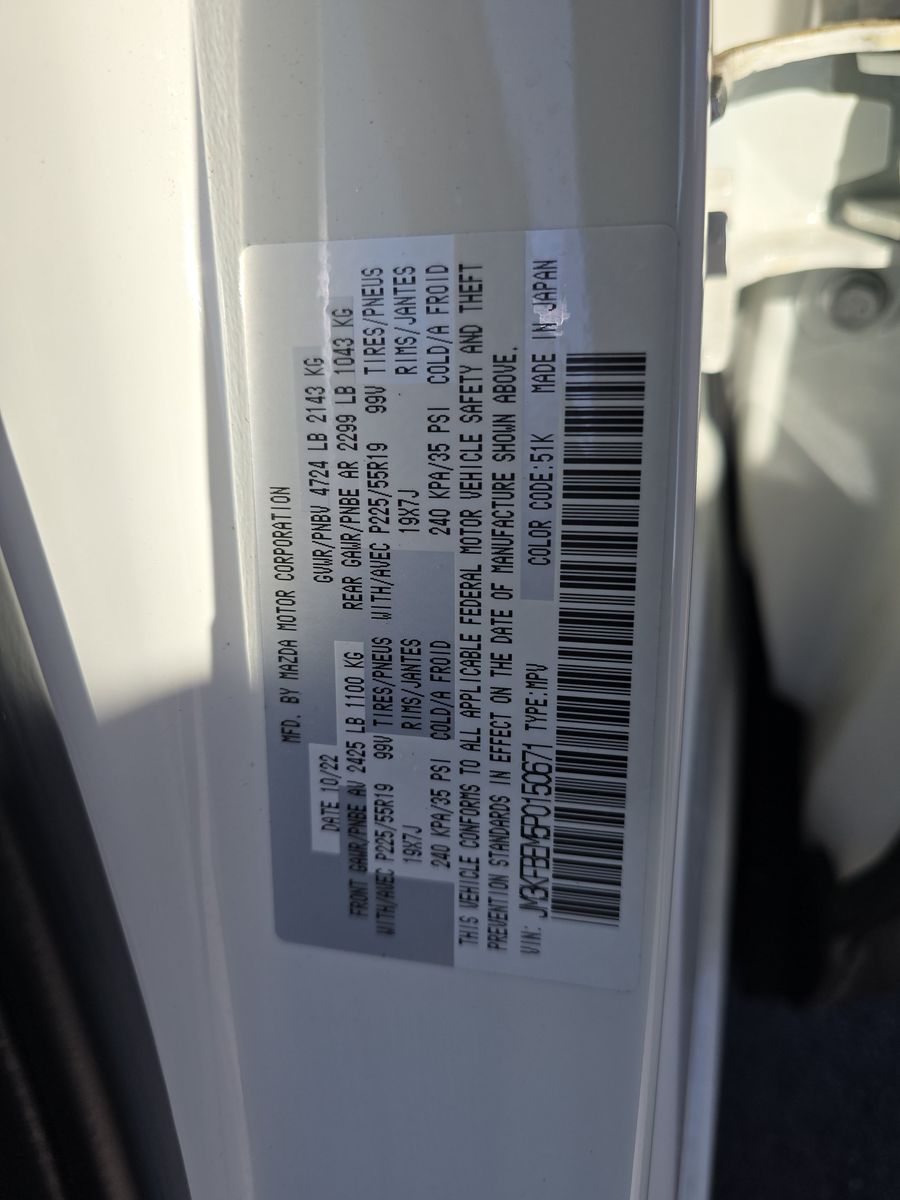 MFD. BY MAZDA MOTOR CORPORATION
DATE 10/22 GVWR/PNBV 4724 LB 2143 KG
FRONT GAWR/PNBE AV 2425 LB 1100 KG REAR GAWR/PNBE AR 2299 LB 1043 KG
WITH/AVEC P225/55R19 99V TIRES/PNEUS WITH/AVEC P225/55R19 99V TIRES/PNEUS
19X7J RIMS/JANTES 19X7J RIMS/JANTES
240 KPA/35 PSI COLD/A FROID 240 KPA/35 PSI COLD/A FROID
THIS VEHICLE CONFORMS TO ALL APPLICABLE FEDERAL MOTOR VEHICLE SAFETY AND THEFT
PREVENTION STANDARDS IN EFFECT ON THE DATE OF MANUFACTURE SHOWN ABOVE.
VIN: JM3KFBEM5P0150671 TYPE:MPV COLOR CODE:51K MADE IN JAPAN